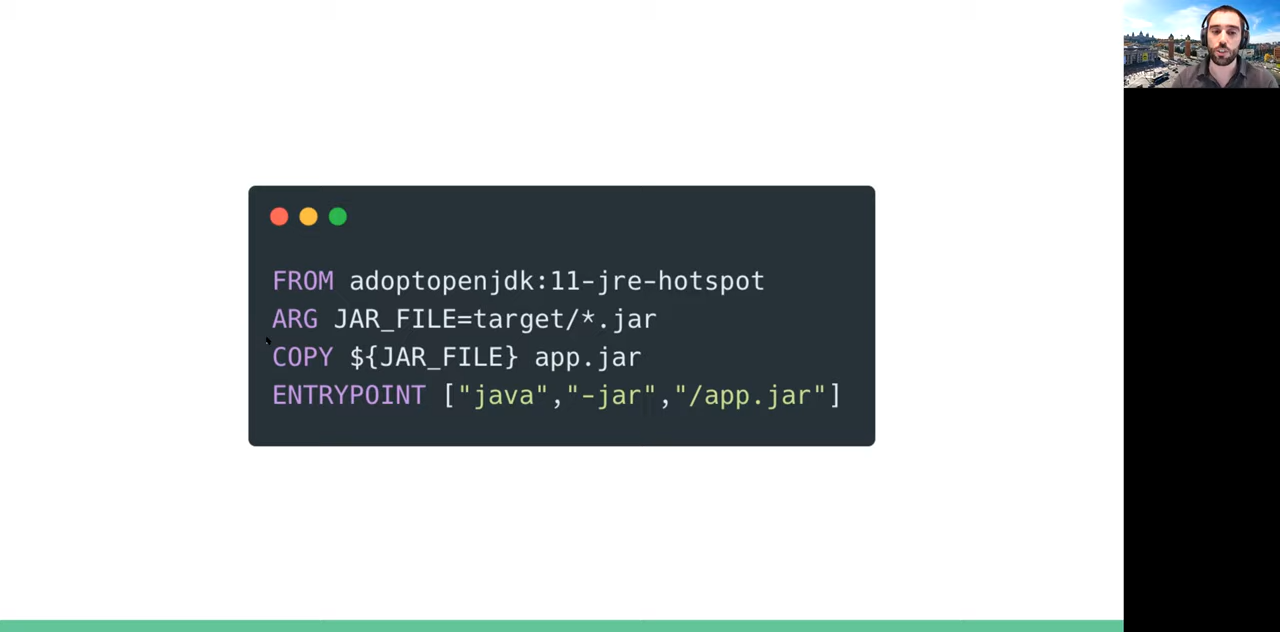 FROM adoptopenjdk:11-jre-hotspot
ARG JAR_FILE=target/*.jar
COPY ${JAR_FILE} app.jar
ENTRYPOINT ["java","-jar","/app.jar"]